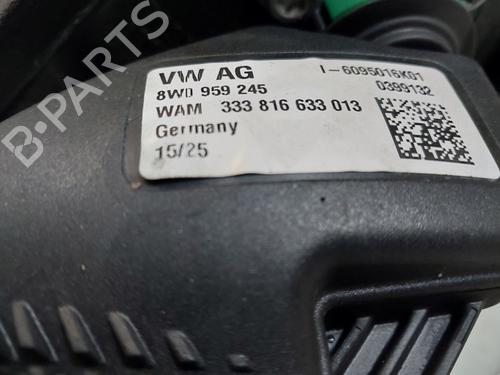 VW AG
I-6095016K01
8W0 959 245
0399132
WAM 333 816 633 013
Germany
15/25
B-PARTS